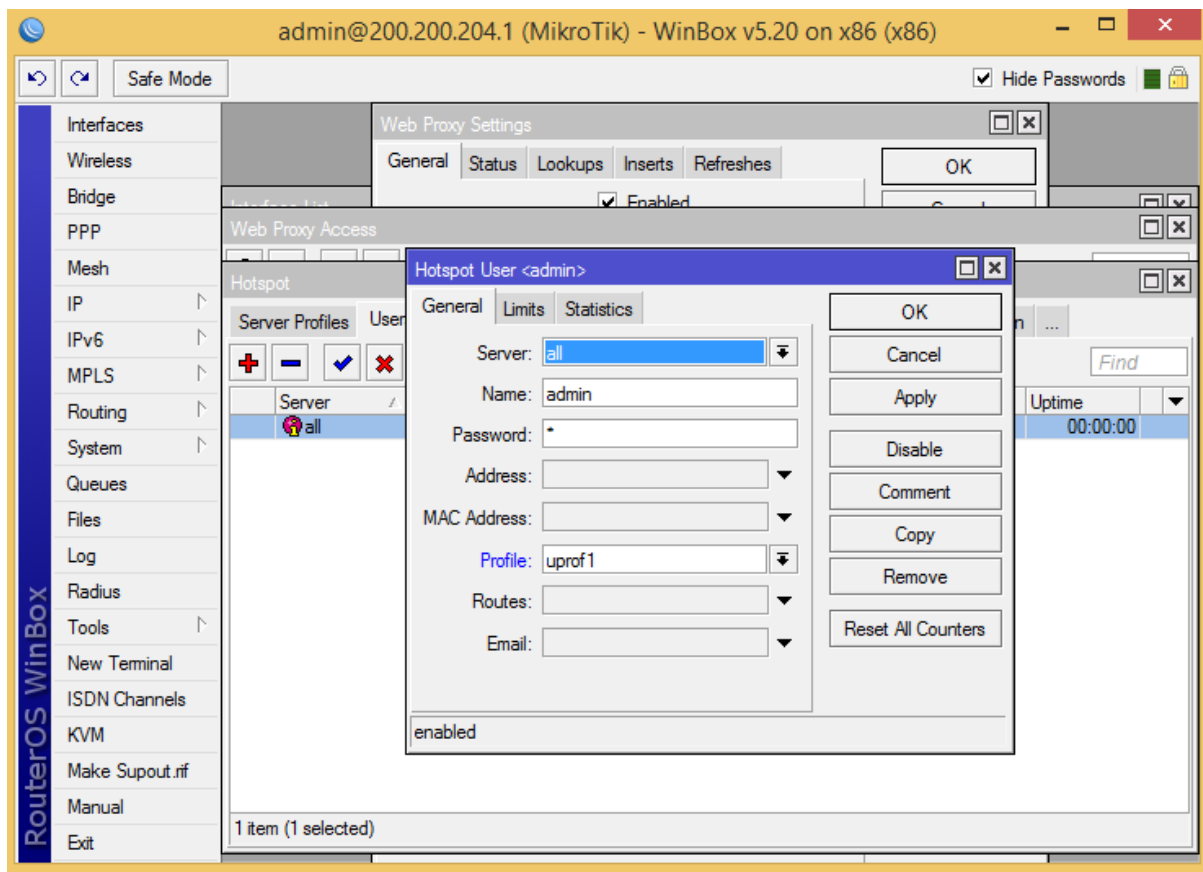 admin@200.200.204.1 (MikroTik) - WinBox v5.20 on x86 (x86)
Safe Mode
Hide Passwords
RouterOS WinBox
Interfaces
Wireless
Bridge
PPP
Mesh
IP
IPv6
MPLS
Routing
System
Queues
Files
Log
Radius
Tools
New Terminal
ISDN Channels
KVM
Make Supout.rif
Manual
Exit
Web Proxy Settings
General Status Lookups Inserts Refreshes
OK
Enabled
Web Proxy Access
Hotspot
Server Profiles User
n ...
Find
Server Uptime
all 00:00:00
1 item (1 selected)
Hotspot User <admin>
General Limits Statistics
Server: all
Name: admin
Password: *
Address:
MAC Address:
Profile: uprof1
Routes:
Email:
OK
Cancel
Apply
Disable
Comment
Copy
Remove
Reset All Counters
enabled